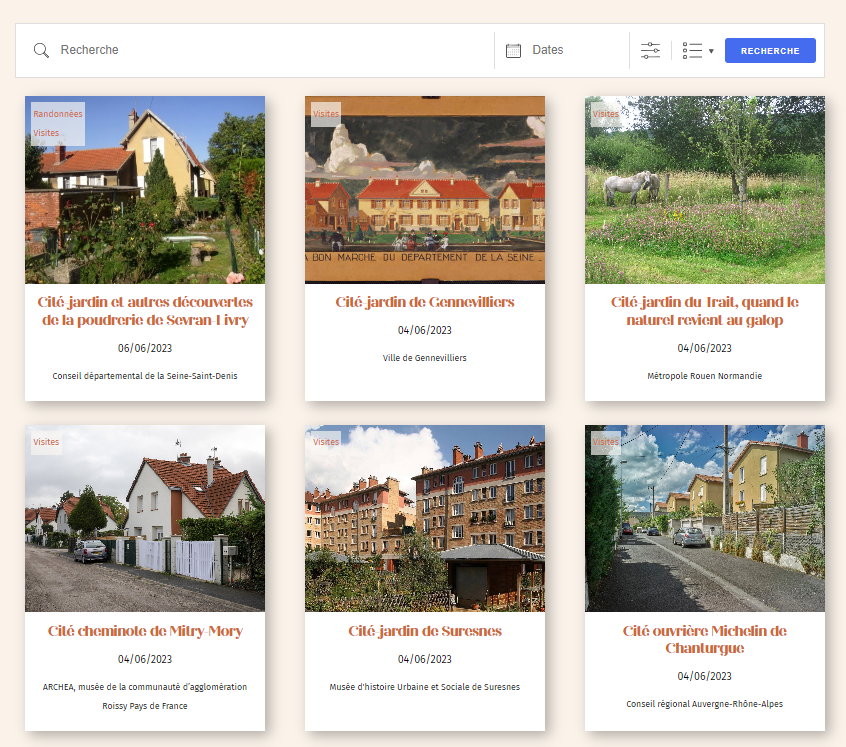 Recherche
Dates
RECHERCHE
Randonnées
Visites
Visites
Visites
A BON MARCHÉ DU DEPARTEMENT DE LA SEINE
Cité-jardin et autres découvertes
de la poudrerie de Sevran-Livry
06/06/2023
Conseil départemental de la Seine-Saint-Denis
Cité-jardin de Gennevilliers
04/06/2023
Ville de Gennevilliers
Cité-jardin du Trait, quand le
naturel revient au galop
04/06/2023
Métropole Rouen Normandie
Visites
Visites
Visites
Cité cheminote de Mitry-Mory
04/06/2023
ARCHEA, musée de la communauté d'agglomération
Roissy Pays de France
Cité-jardin de Suresnes
04/06/2023
Musée d'histoire Urbaine et Sociale de Suresnes
Cité ouvrière Michelin de
Chanturgue
04/06/2023
Conseil régional Auvergne-Rhône-Alpes